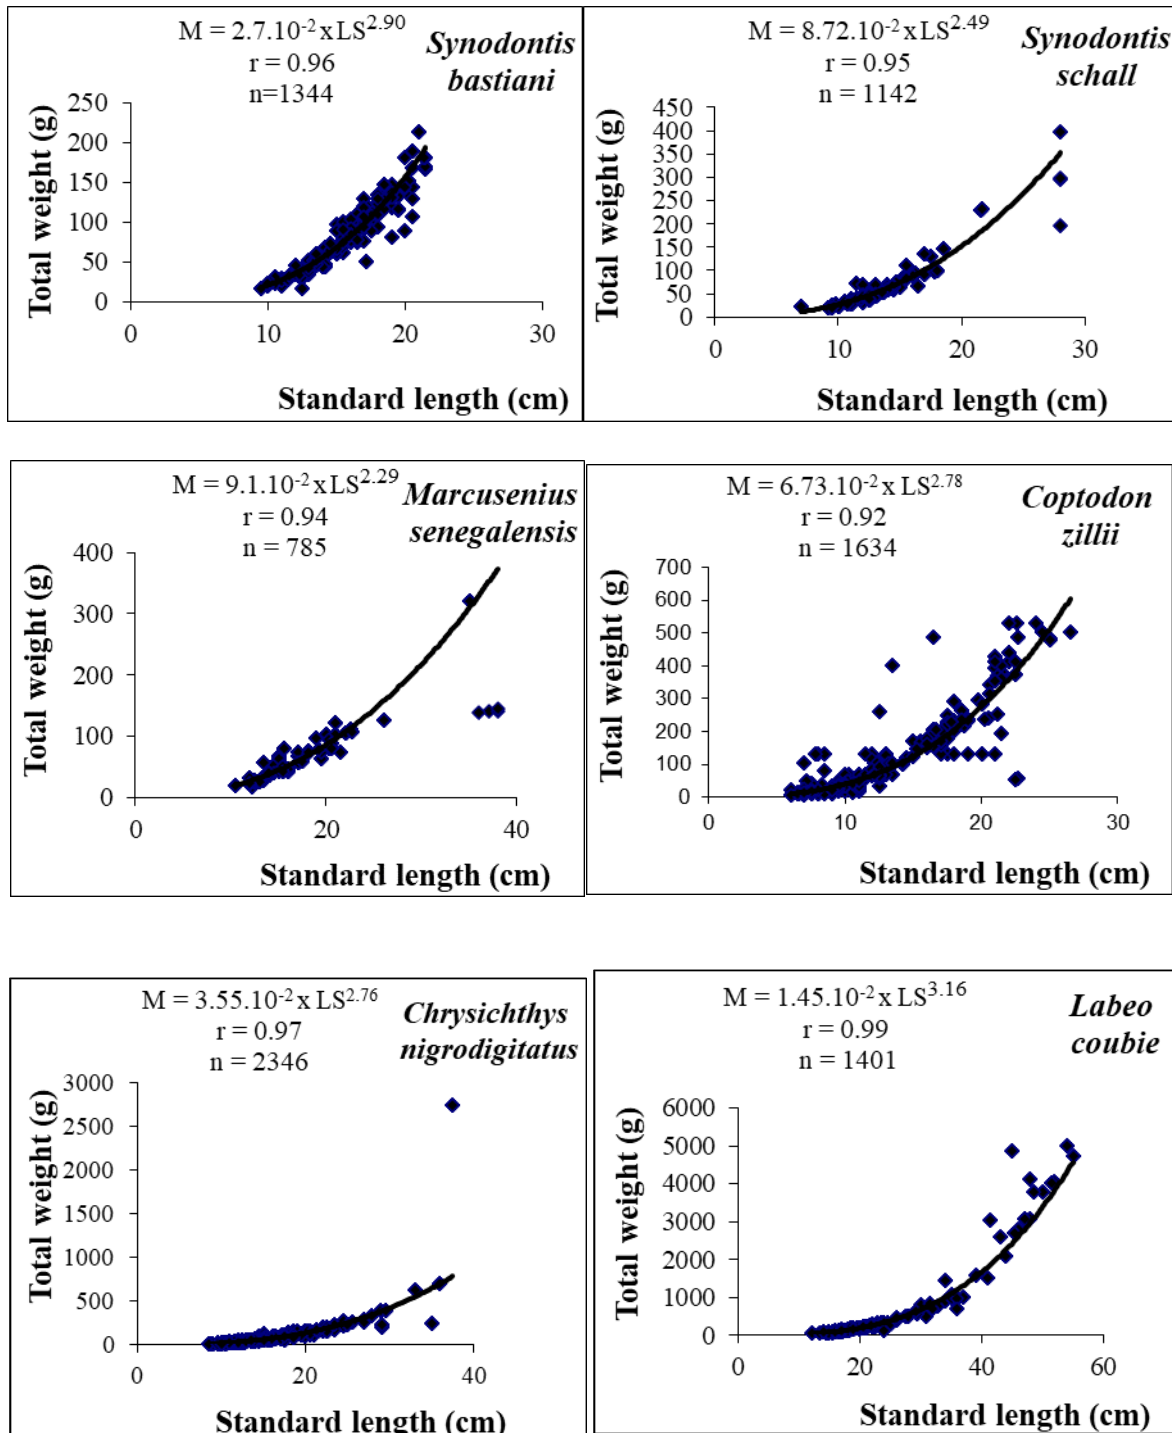 M = 2.7.10⁻² x LS²·⁹⁰
r = 0.96
n=1344
Synodontis
bastiani
Total weight (g)
250
200
150
100
50
0
0 10 20 30
Standard length (cm)
M = 8.72.10⁻² x LS²·⁴⁹
r = 0.95
n = 1142
Synodontis
schall
Total weight (g)
450
400
350
300
250
200
150
100
50
0
0 10 20 30
Standard length (cm)
M = 9.1.10⁻² x LS²·²⁹
r = 0.94
n = 785
Marcusenius
senegalensis
Total weight (g)
400
300
200
100
0
0 20 40
Standard length (cm)
M = 6.73.10⁻² x LS²·⁷⁸
r = 0.92
n = 1634
Coptodon
zillii
Total weight (g)
700
600
500
400
300
200
100
0
0 10 20 30
Standard length (cm)
M = 3.55.10⁻² x LS²·⁷⁶
r = 0.97
n = 2346
Chrysichthys
nigrodigitatus
Total weight (g)
3000
2500
2000
1500
1000
500
0
0 20 40
Standard length (cm)
M = 1.45.10⁻² x LS³·¹⁶
r = 0.99
n = 1401
Labeo
coubie
Total weight (g)
6000
5000
4000
3000
2000
1000
0
0 20 40 60
Standard length (cm)